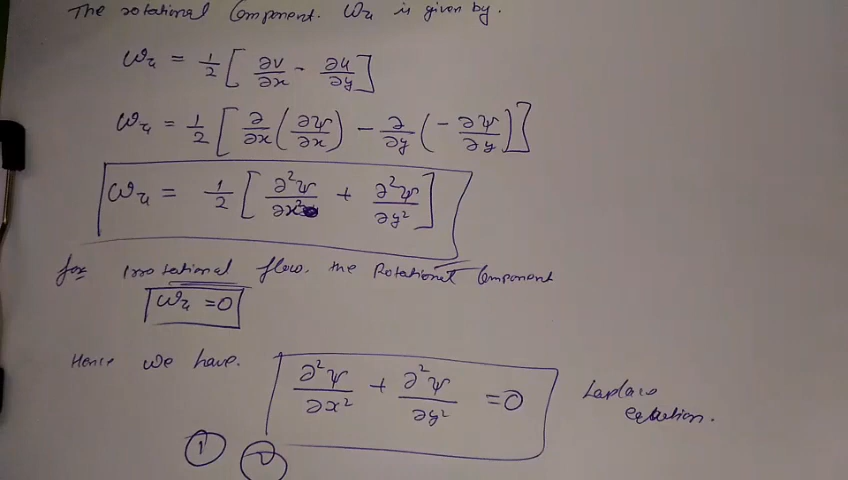 The rotational Component. ωz is given by.
ωz = 1/2 [ ∂v/∂x - ∂u/∂y ]
ωz = 1/2 [ ∂/∂x ( ∂ψ/∂x ) - ∂/∂y ( - ∂ψ/∂y ) ]
ωz = 1/2 [ ∂²ψ/∂x² + ∂²ψ/∂y² ]
for irrotational flow. the Rotational Component
ωz = 0
Hence we have.
∂²ψ/∂x² + ∂²ψ/∂y² = 0
Laplace
equation.
1 2